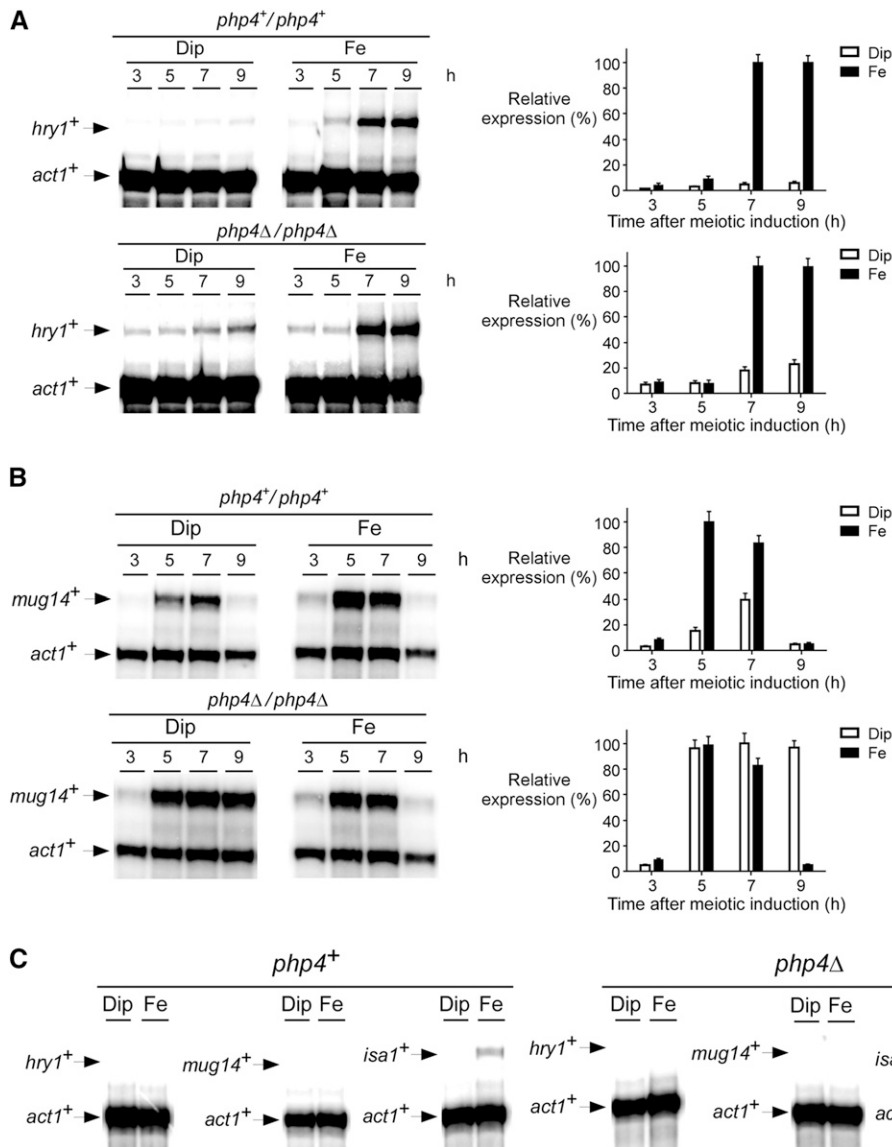 A
php4+/php4+
Dip Fe
3 5 7 9 3 5 7 9 h
hry1+
act1+
Relative expression (%)
100
80
60
40
20
0
3 5 7 9
Time after meiotic induction (h)
Dip
Fe
php4Δ/php4Δ
Dip Fe
3 5 7 9 3 5 7 9 h
hry1+
act1+
Relative expression (%)
100
80
60
40
20
0
3 5 7 9
Time after meiotic induction (h)
Dip
Fe
B
php4+/php4+
Dip Fe
3 5 7 9 3 5 7 9 h
mug14+
act1+
Relative expression (%)
100
80
60
40
20
0
3 5 7 9
Time after meiotic induction (h)
Dip
Fe
php4Δ/php4Δ
Dip Fe
3 5 7 9 3 5 7 9 h
mug14+
act1+
Relative expression (%)
100
80
60
40
20
0
3 5 7 9
Time after meiotic induction (h)
Dip
Fe
C
php4+ php4Δ
Dip Fe Dip Fe Dip Fe Dip Fe Dip Fe
hry1+ mug14+ isa1+ hry1+ mug14+ isa
act1+ act1+ act1+ act1+ act1+ ac